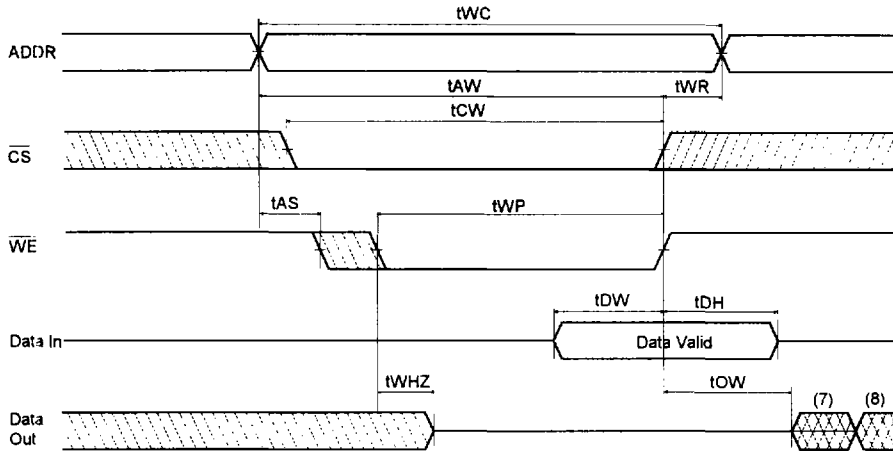 tWC
ADDR
tAW
tWR
tCW
CS
tAS
tWP
WE
tDW
tDH
Data In
Data Valid
tWHZ
tOW
Data
Out
(7)
(8)